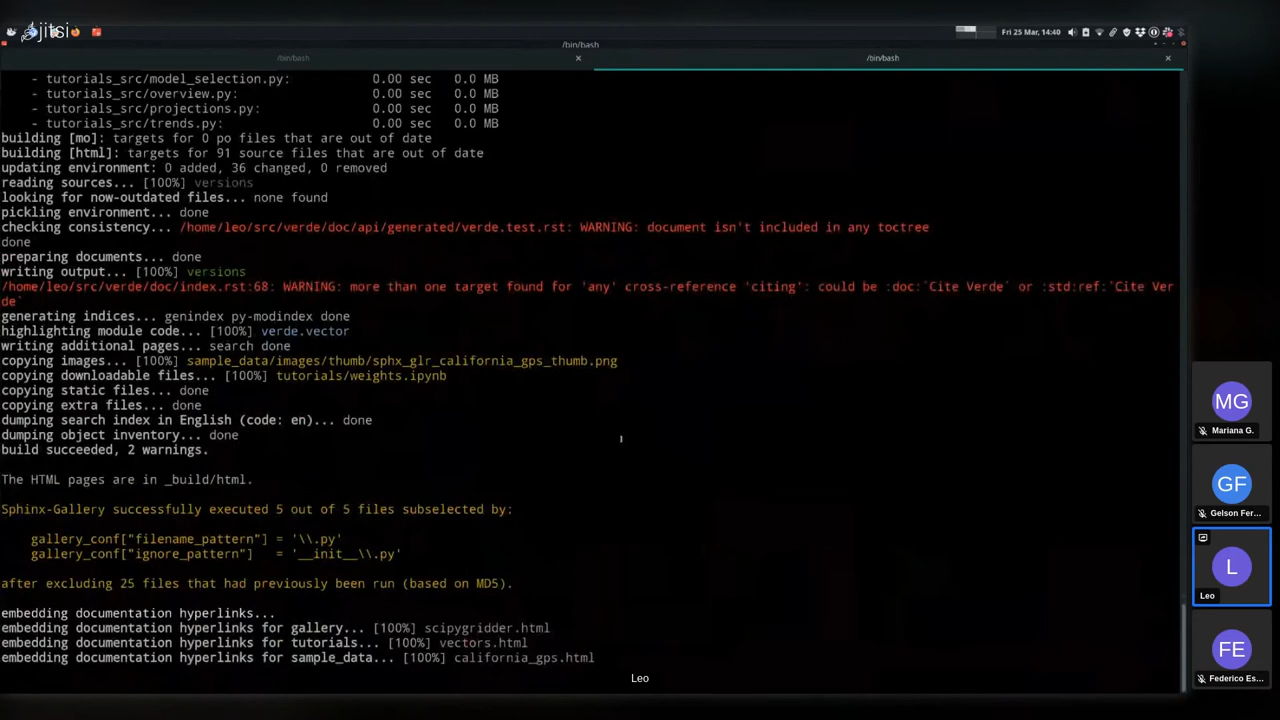 jitsi
Fri 25 Mar, 14:40
/bin/bash
/bin/bash
/bin/bash
- tutorials_src/model_selection.py: 0.00 sec 0.0 MB
- tutorials_src/overview.py: 0.00 sec 0.0 MB
- tutorials_src/projections.py: 0.00 sec 0.0 MB
- tutorials_src/trends.py: 0.00 sec 0.0 MB
building [mo]: targets for 0 po files that are out of date
building [html]: targets for 91 source files that are out of date
updating environment: 0 added, 36 changed, 0 removed
reading sources... [100%] versions
looking for now-outdated files... none found
pickling environment... done
checking consistency... /home/leo/src/verde/doc/api/generated/verde.test.rst: WARNING: document isn't included in any toctree
done
preparing documents... done
writing output... [100%] versions
/home/leo/src/verde/doc/index.rst:68: WARNING: more than one target found for 'any' cross-reference 'citing': could be :doc:`Cite Verde` or :std:ref:`Cite Ver
de`
generating indices... genindex py-modindex done
highlighting module code... [100%] verde.vector
writing additional pages... search done
copying images... [100%] sample_data/images/thumb/sphx_glr_california_gps_thumb.png
copying downloadable files... [100%] tutorials/weights.ipynb
copying static files... done
copying extra files... done
dumping search index in English (code: en)... done
dumping object inventory... done
build succeeded, 2 warnings.
The HTML pages are in _build/html.
Sphinx-Gallery successfully executed 5 out of 5 files subselected by:
gallery_conf["filename_pattern"] = '\\.py'
gallery_conf["ignore_pattern"] = '__init__\\.py'
after excluding 25 files that had previously been run (based on MD5).
embedding documentation hyperlinks...
embedding documentation hyperlinks for gallery... [100%] scipygridder.html
embedding documentation hyperlinks for tutorials... [100%] vectors.html
embedding documentation hyperlinks for sample_data... [100%] california_gps.html
Leo
MG
Mariana G.
GF
Gelson Fer...
L
Leo
FE
Federico Es...